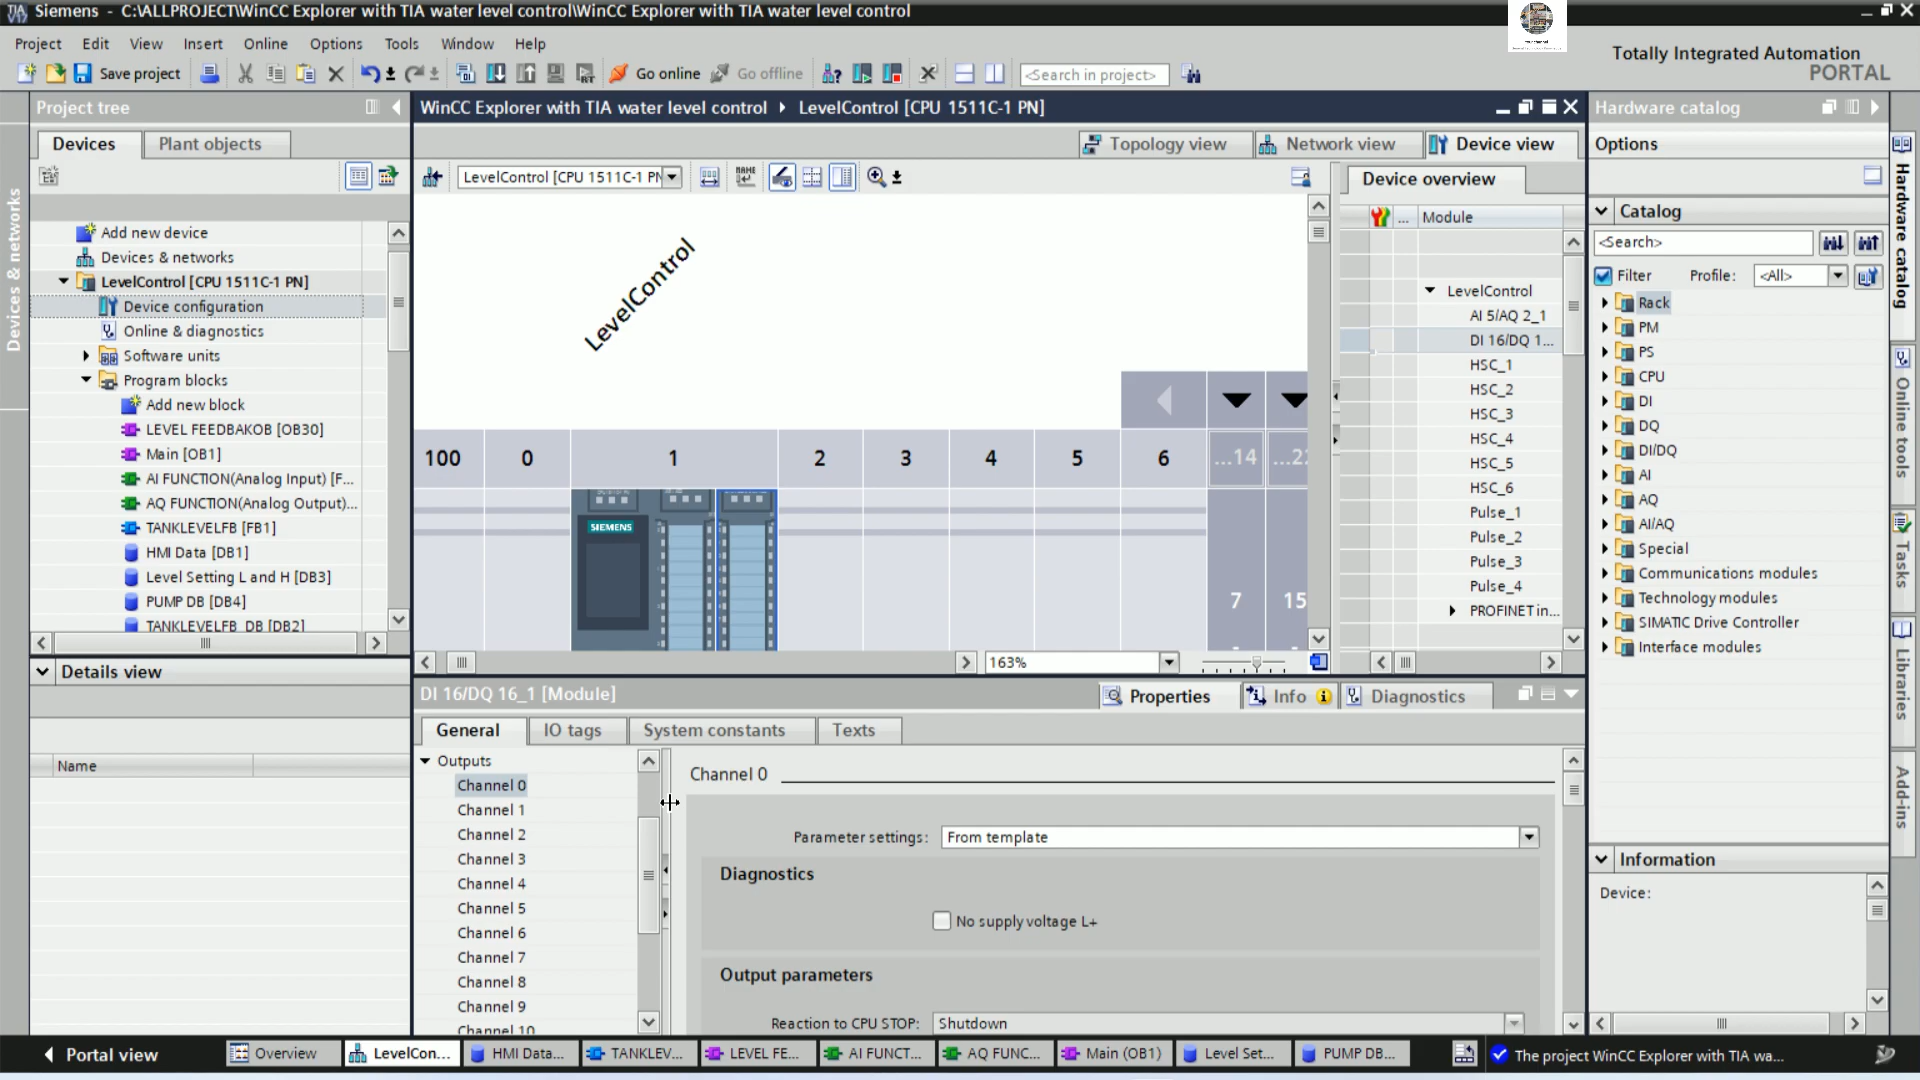 Siemens - C:\ALLPROJECT\WinCC Explorer with TIA water level control\WinCC Explorer with TIA water level control
Project Edit View Insert Online Options Tools Window Help
Totally Integrated Automation
PORTAL
Save project
Go online
Go offline
<Search in project>
Project tree
WinCC Explorer with TIA water level control LevelControl [CPU 1511C-1 PN]
Hardware catalog
Devices
Plant objects
Topology view
Network view
Device view
Options
LevelControl [CPU 1511C-1 PN
Device overview
... Module
Catalog
<Search>
Filter Profile: <All>
Devices & networks
Add new device
Devices & networks
LevelControl [CPU 1511C-1 PN]
Device configuration
Online & diagnostics
Software units
Program blocks
Add new block
LEVEL FEEDBAKOB [OB30]
Main [OB1]
AI FUNCTION(Analog Input) [F...
AQ FUNCTION(Analog Output)...
TANKLEVELFB [FB1]
HMI Data [DB1]
Level Setting L and H [DB3]
PUMP DB [DB4]
TANKLEVELFB_DB [DB2]
LevelControl
100 0 1 2 3 4 5 6 ...14 ...22
SIEMENS
7 15
163%
LevelControl
AI 5/AQ 2_1
DI 16/DQ 1...
HSC_1
HSC_2
HSC_3
HSC_4
HSC_5
HSC_6
Pulse_1
Pulse_2
Pulse_3
Pulse_4
PROFINET in...
Rack
PM
PS
CPU
DI
DQ
DI/DQ
AI
AQ
AI/AQ
Special
Communications modules
Technology modules
SIMATIC Drive Controller
Interface modules
Hardware catalog
Online tools
Tasks
Libraries
Add-ins
Details view
Name
DI 16/DQ 16_1 [Module]
Properties
Info
Diagnostics
General
IO tags
System constants
Texts
Outputs
Channel 0
Channel 1
Channel 2
Channel 3
Channel 4
Channel 5
Channel 6
Channel 7
Channel 8
Channel 9
Channel 10
Channel 0
Parameter settings: From template
Diagnostics
No supply voltage L+
Output parameters
Reaction to CPU STOP: Shutdown
Information
Device:
Portal view
Overview
LevelCon...
HMI Data...
TANKLEV...
LEVEL FE...
AI FUNCT...
AQ FUNC...
Main (OB1)
Level Set...
PUMP DB...
The project WinCC Explorer with TIA wa...